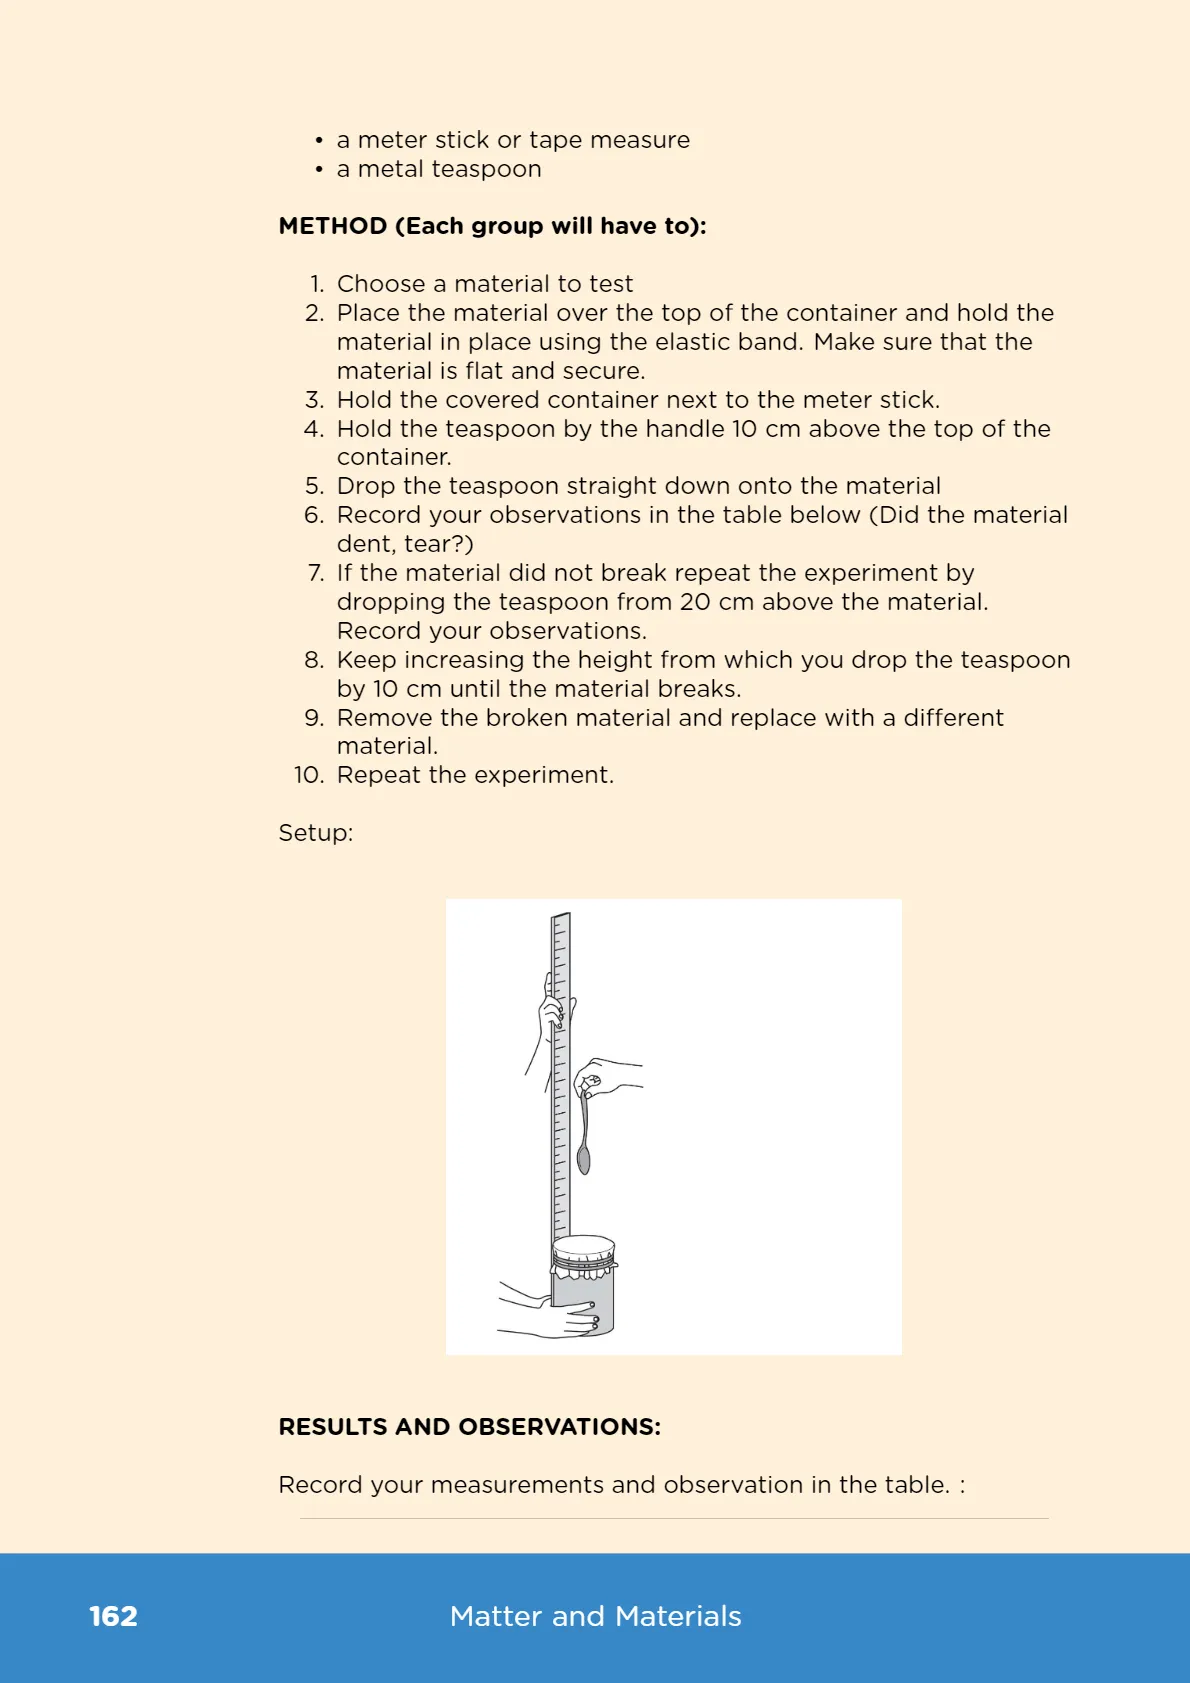 • a meter stick or tape measure
• a metal teaspoon
METHOD (Each group will have to):
1. Choose a material to test
2. Place the material over the top of the container and hold the
material in place using the elastic band. Make sure that the
material is flat and secure.
3. Hold the covered container next to the meter stick.
4. Hold the teaspoon by the handle 10 cm above the top of the
container.
5. Drop the teaspoon straight down onto the material
6. Record your observations in the table below (Did the material
dent, tear?)
7. If the material did not break repeat the experiment by
dropping the teaspoon from 20 cm above the material.
Record your observations.
8. Keep increasing the height from which you drop the teaspoon
by 10 cm until the material breaks.
9. Remove the broken material and replace with a different
material.
10. Repeat the experiment.
Setup:
RESULTS AND OBSERVATIONS:
Record your measurements and observation in the table. :
162 Matter and Materials